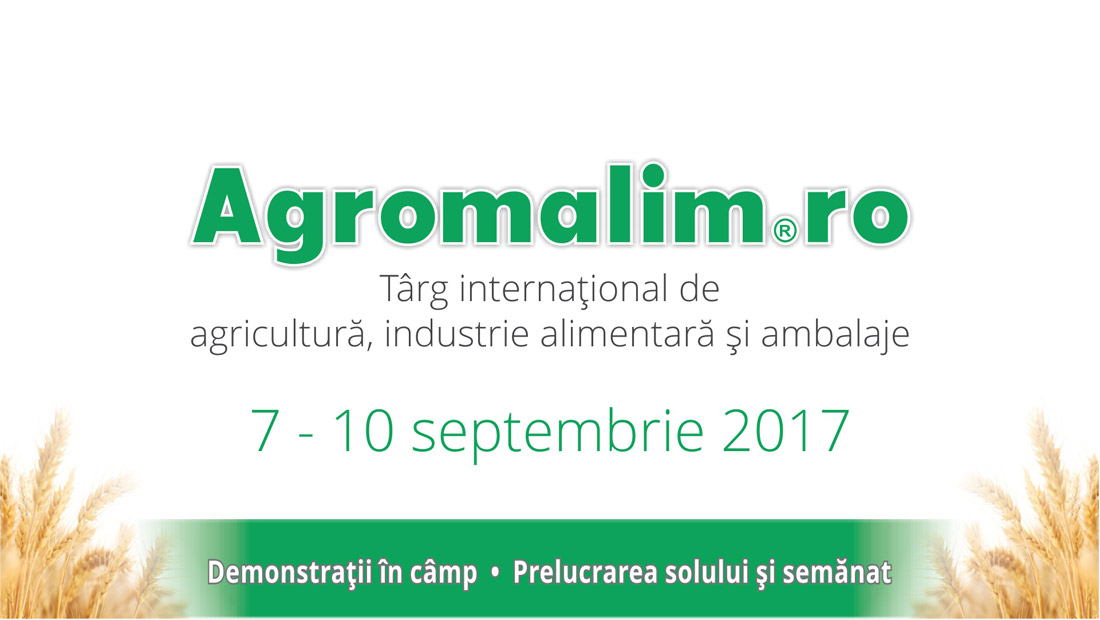 Agromalim®.ro
Târg internaţional de
agricultură, industrie alimentară şi ambalaje
7 - 10 septembrie 2017
Demonstraţii în câmp • Prelucrarea solului şi semănat